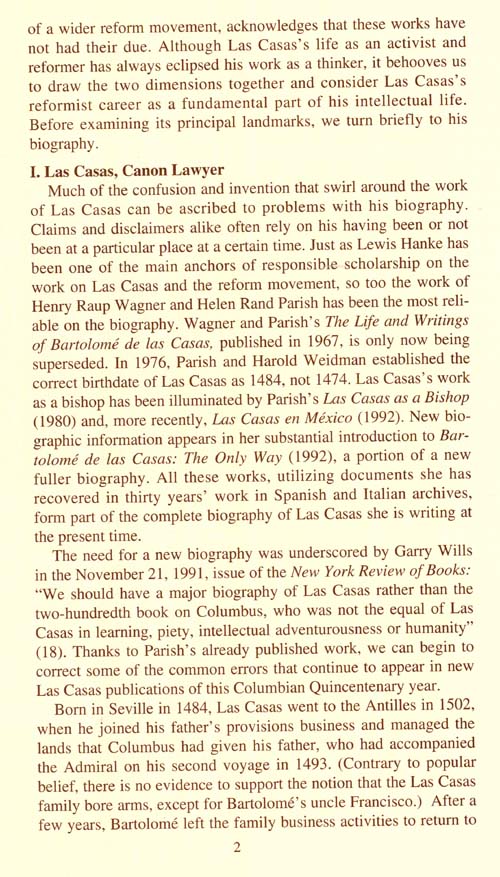 of a wider reform movement, acknowledges that these works have
not had their due. Although Las Casas's life as an activist and
reformer has always eclipsed his work as a thinker, it behooves us
to draw the two dimensions together and consider Las Casas's
reformist career as a fundamental part of his intellectual life.
Before examining its principal landmarks, we turn briefly to his
biography.
I. Las Casas, Canon Lawyer
Much of the confusion and invention that swirl around the work
of Las Casas can be ascribed to problems with his biography.
Claims and disclaimers alike often rely on his having been or not
been at a particular place at a certain time. Just as Lewis Hanke has
been one of the main anchors of responsible scholarship on the
work on Las Casas and the reform movement, so too the work of
Henry Raup Wagner and Helen Rand Parish has been the most reli-
able on the biography. Wagner and Parish's The Life and Writings
of Bartolomé de las Casas, published in 1967, is only now being
superseded. In 1976, Parish and Harold Weidman established the
correct birthdate of Las Casas as 1484, not 1474. Las Casas's work
as a bishop has been illuminated by Parish's Las Casas as a Bishop
(1980) and, more recently, Las Casas en México (1992). New bio-
graphic information appears in her substantial introduction to Bar-
tolomé de las Casas: The Only Way (1992), a portion of a new
fuller biography. All these works, utilizing documents she has
recovered in thirty years' work in Spanish and Italian archives,
form part of the complete biography of Las Casas she is writing at
the present time.
The need for a new biography was underscored by Garry Wills
in the November 21, 1991, issue of the New York Review of Books:
“We should have a major biography of Las Casas rather than the
two-hundredth book on Columbus, who was not the equal of Las
Casas in learning, piety, intellectual adventurousness or humanity”
(18). Thanks to Parish's already published work, we can begin to
correct some of the common errors that continue to appear in new
Las Casas publications of this Columbian Quincentenary year.
Born in Seville in 1484, Las Casas went to the Antilles in 1502,
when he joined his father's provisions business and managed the
lands that Columbus had given his father, who had accompanied
the Admiral on his second voyage in 1493. (Contrary to popular
belief, there is no evidence to support the notion that the Las Casas
family bore arms, except for Bartolomé's uncle Francisco.) After a
few years, Bartolomé left the family business activities to return to
2